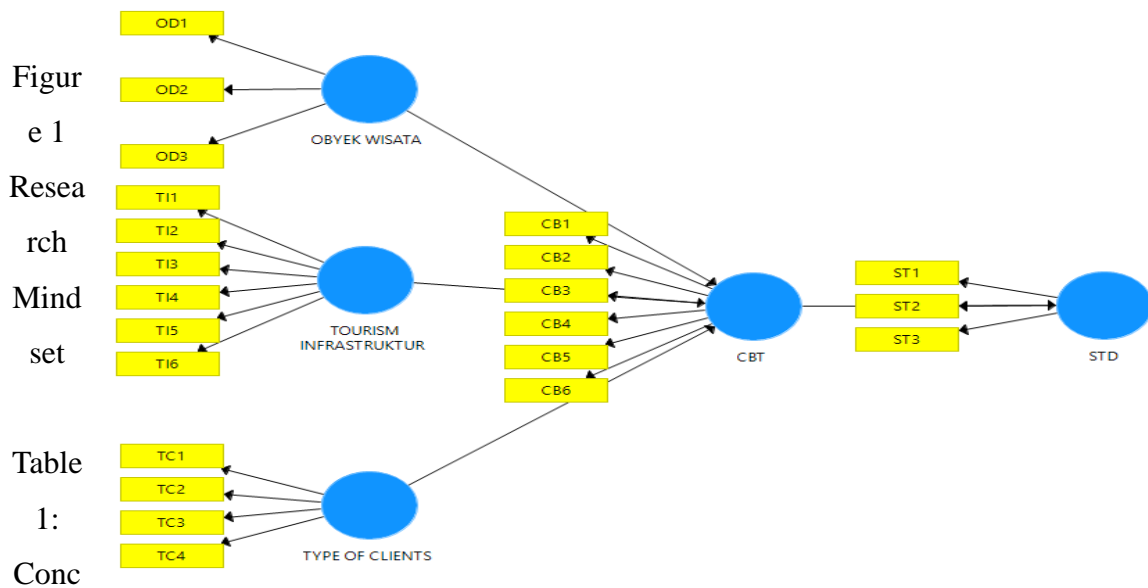 Figur
e 1
Resea
rch
Mind
set
Table
1:
Conc
OD1
OD2
OD3
OBYEK WISATA
TI1
TI2
TI3
TI4
TI5
TI6
TOURISM
INFRASTRUKTUR
TC1
TC2
TC3
TC4
TYPE OF CLIENTS
CB1
CB2
CB3
CB4
CB5
CB6
CBT
ST1
ST2
ST3
STD